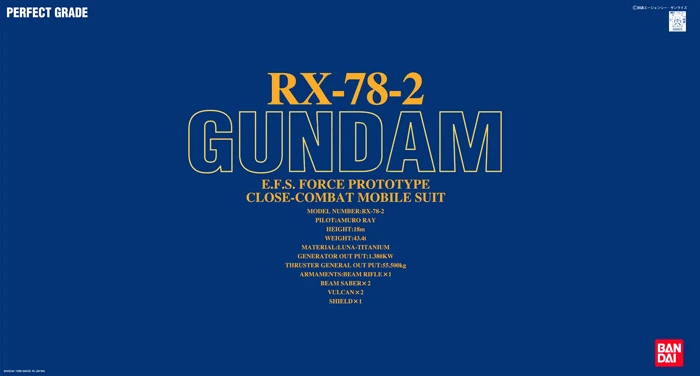 PERFECT GRADE
RX-78-2
GUNDAM
E.F.S. FORCE PROTOTYPE
CLOSE-COMBAT MOBILE SUIT
MODEL NUMBER:RX-78-2
PILOT:AMURO RAY
HEIGHT:18m
WEIGHT:43.4t
MATERIAL:LUNA-TITANIUM
GENERATOR OUT PUT:1.380KW
THRUSTER GENERAL OUT PUT:55,500kg
ARMAMENTS:BEAM RIFLE×1
BEAM SABER×2
VULCAN×2
SHIELD×1
BAN
DAI